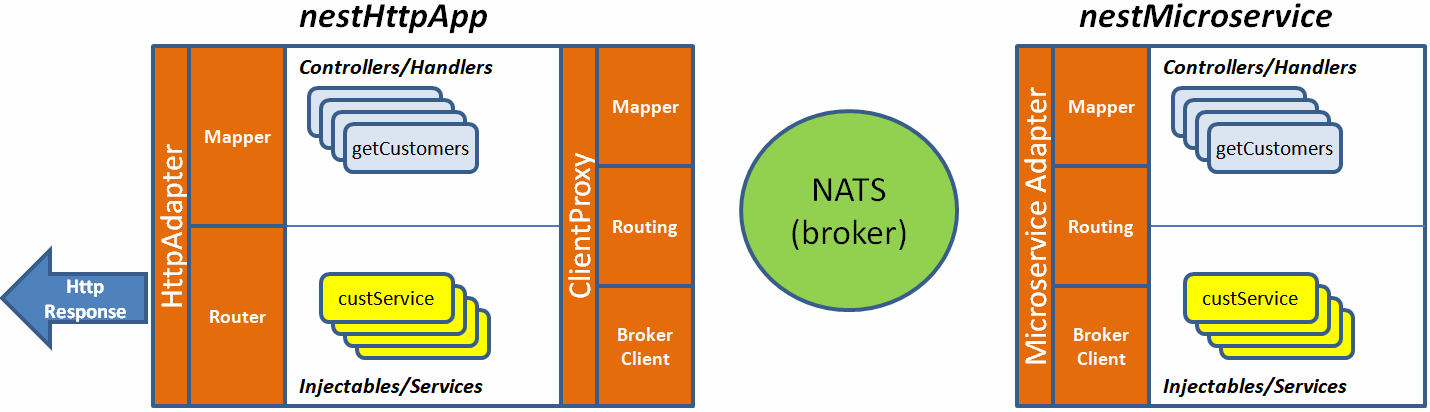 nestHttpApp
HttpAdapter
Mapper
Router
Controllers/Handlers
getCustomers
custService
Injectables/Services
ClientProxy
Mapper
Routing
Broker
Client
Http
Response
NATS
(broker)
nestMicroservice
Microservice Adapter
Mapper
Routing
Broker
Client
Controllers/Handlers
getCustomers
custService
Injectables/Services